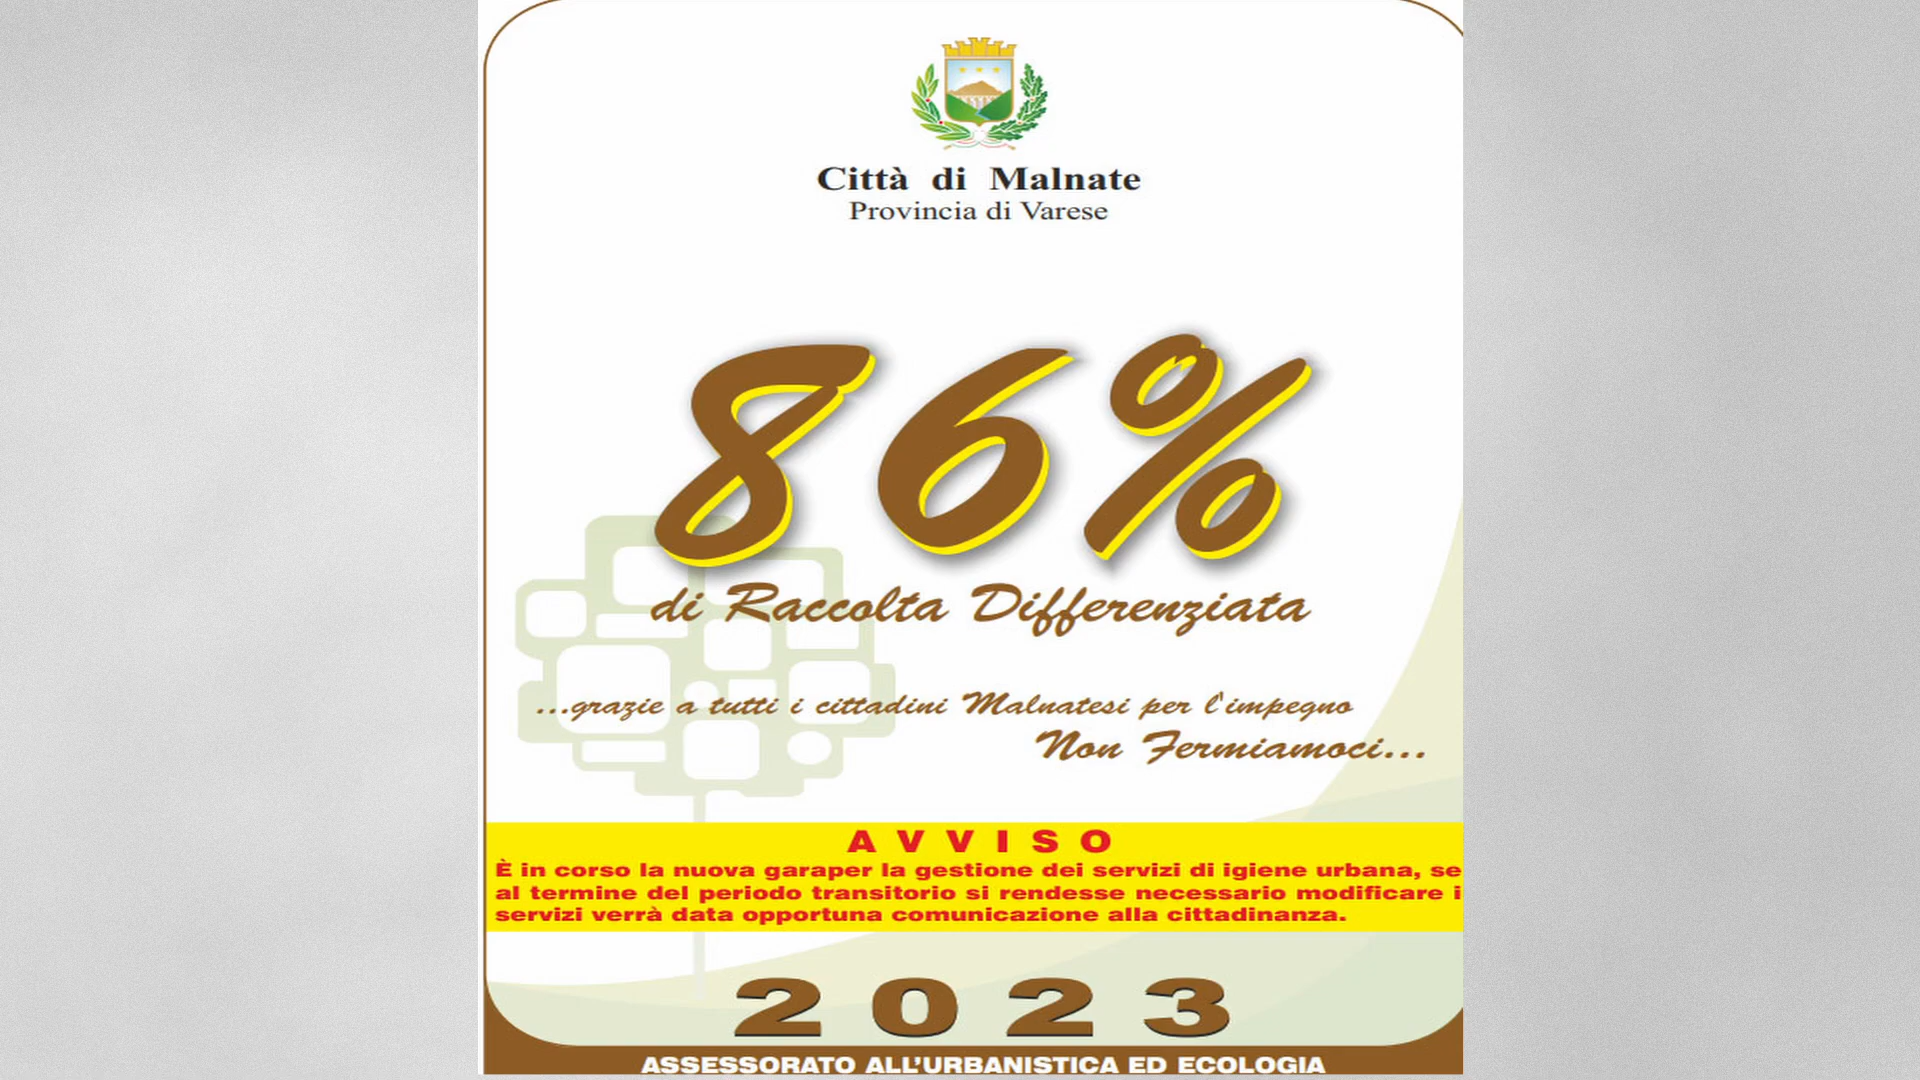 Città di Malnate
Provincia di Varese
86%
di Raccolta Differenziata
...grazie a tutti i cittadini Malnatesi per l'impegno
Non Fermiamoci...
AVVISO
È in corso la nuova garaper la gestione dei servizi di igiene urbana, se
al termine del periodo transitorio si rendesse necessario modificare i
servizi verrà data opportuna comunicazione alla cittadinanza.
2023
ASSESSORATO ALL'URBANISTICA ED ECOLOGIA